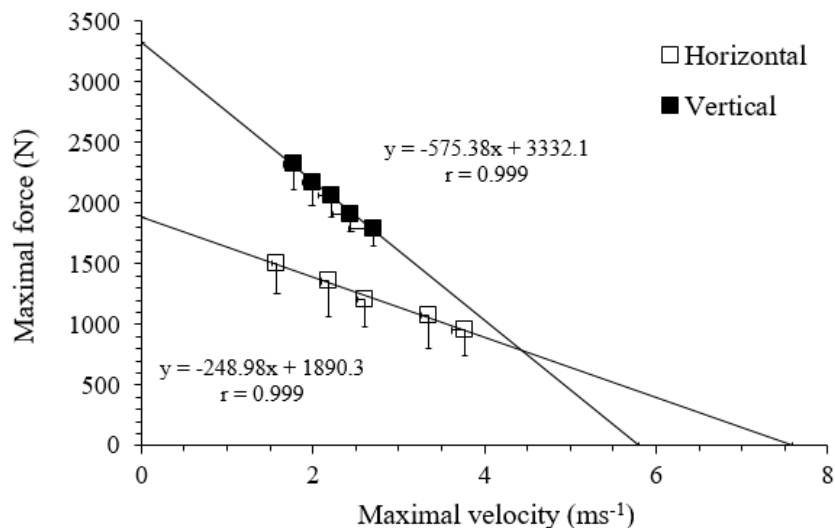 3500
3000
2500
2000
1500
1000
500
0
Maximal force (N)
Horizontal
Vertical
y = -575.38x + 3332.1
r = 0.999
y = -248.98x + 1890.3
r = 0.999
0 2 4 6 8
Maximal velocity (ms⁻¹)